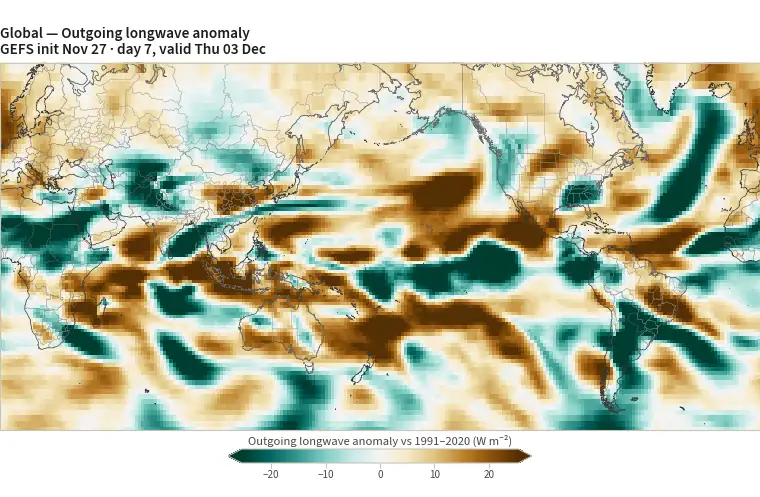 Global — Outgoing longwave anomaly
GEFS init Nov 27 · day 7, valid Thu 03 Dec
Outgoing longwave anomaly vs 1991–2020 (W m⁻²)
−20 −10 0 10 20